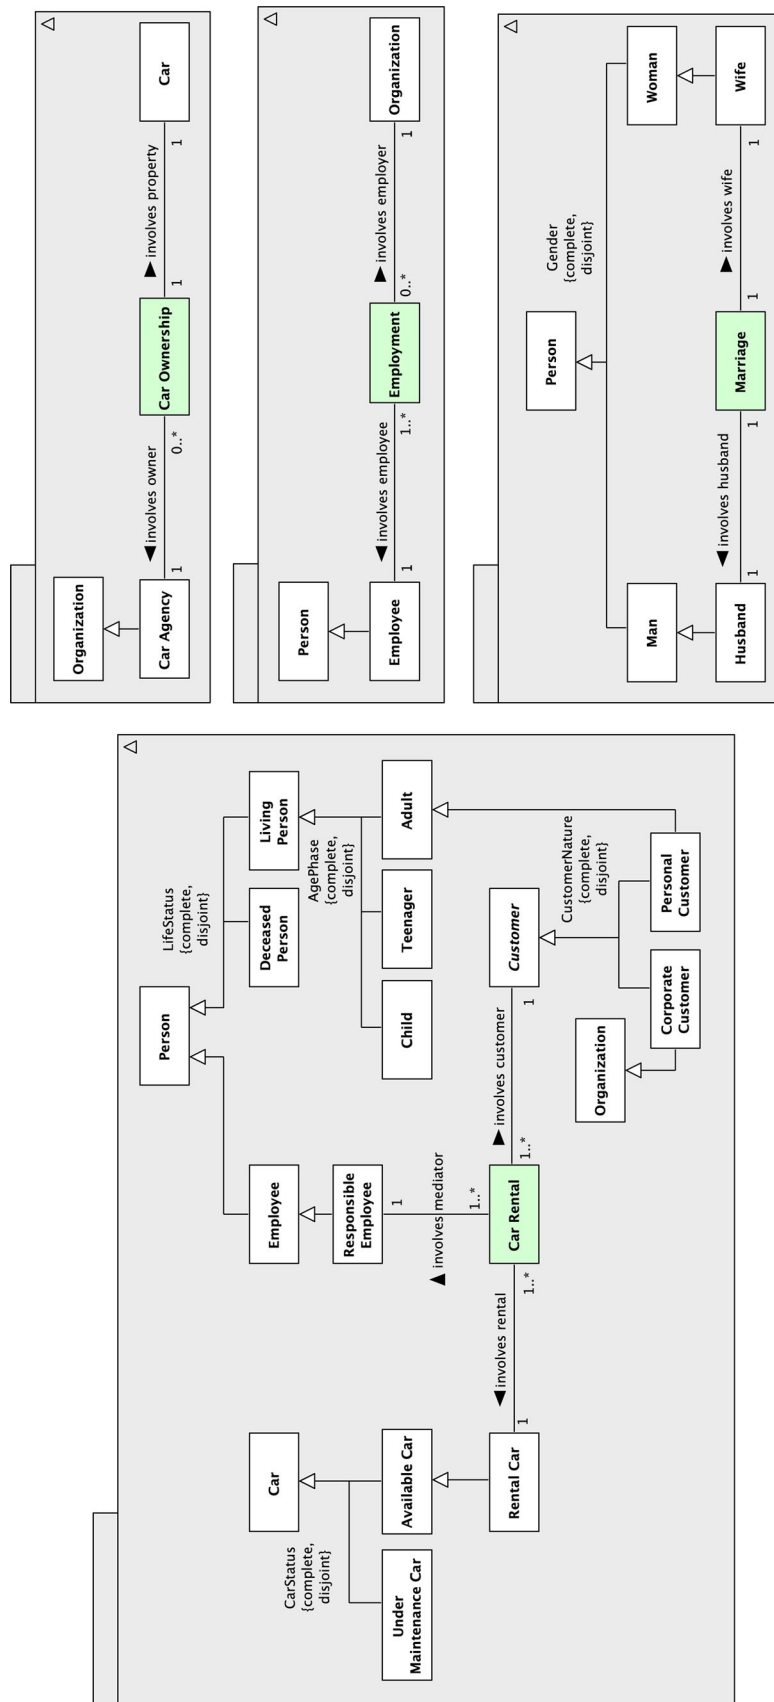 Car
1
involves property
1
Car Ownership
0..*
involves owner
1
Organization
Car Agency
Organization
1
involves employer
0..*
Employment
1..*
involves employee
1
Person
Employee
Woman
Wife
1
Gender
{complete,
disjoint}
involves wife
1
Person
Marriage
1
involves husband
1
Man
Husband
Person
LifeStatus
{complete,
disjoint}
Living
Person
Deceased
Person
AgePhase
{complete,
disjoint}
Adult
Teenager
Child
Employee
Responsible
Employee
1
involves mediator
1..*
Car Rental
1..*
involves customer
1
Customer
CustomerNature
{complete,
disjoint}
Personal
Customer
Corporate
Customer
Organization
1..*
involves rental
1
Car
CarStatus
{complete,
disjoint}
Available Car
Under
Maintenance Car
Rental Car